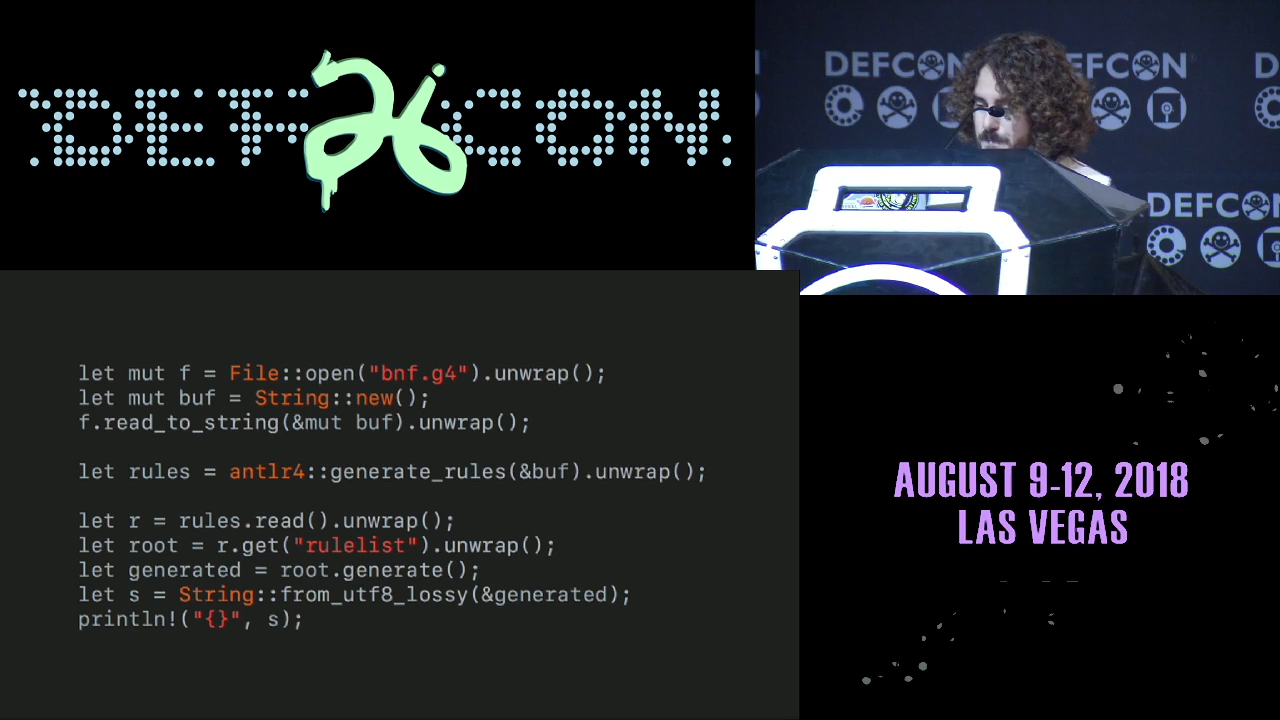 DEF 26 CON
DEFCON
FCON
DEFCON
let mut f = File::open("bnf.g4").unwrap();
let mut buf = String::new();
f.read_to_string(&mut buf).unwrap();
let rules = antlr4::generate_rules(&buf).unwrap();
let r = rules.read().unwrap();
let root = r.get("rulelist").unwrap();
let generated = root.generate();
let s = String::from_utf8_lossy(&generated);
println!("{}", s);
AUGUST 9-12, 2018
LAS VEGAS